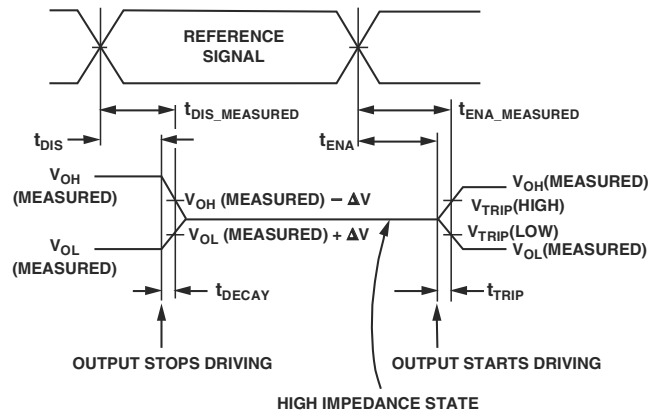 REFERENCE
SIGNAL
tDIS_MEASURED
tENA_MEASURED
tDIS
tENA
VOH
(MEASURED)
VOH (MEASURED) – ΔV
VOH(MEASURED)
VTRIP(HIGH)
VOL
(MEASURED)
VOL (MEASURED) + ΔV
VTRIP(LOW)
VOL(MEASURED)
tDECAY
tTRIP
OUTPUT STOPS DRIVING
OUTPUT STARTS DRIVING
HIGH IMPEDANCE STATE